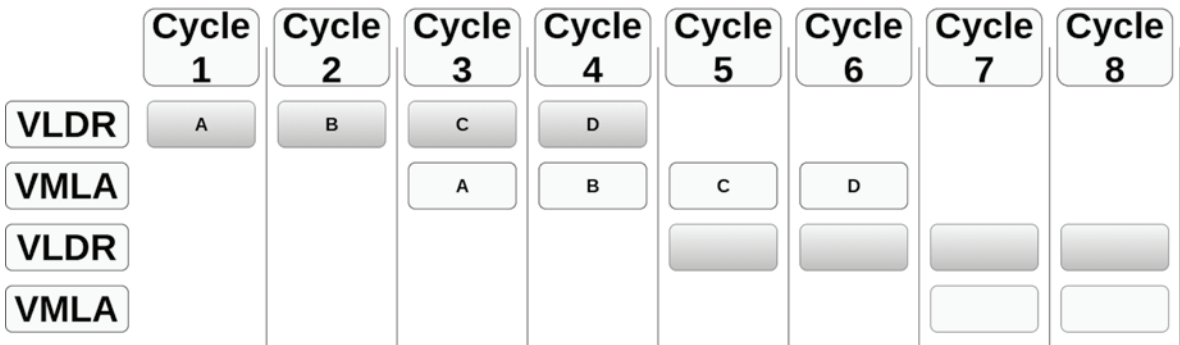 Cycle 1 Cycle 2 Cycle 3 Cycle 4 Cycle 5 Cycle 6 Cycle 7 Cycle 8
VLDR A B C D
VMLA A B C D
VLDR
VMLA